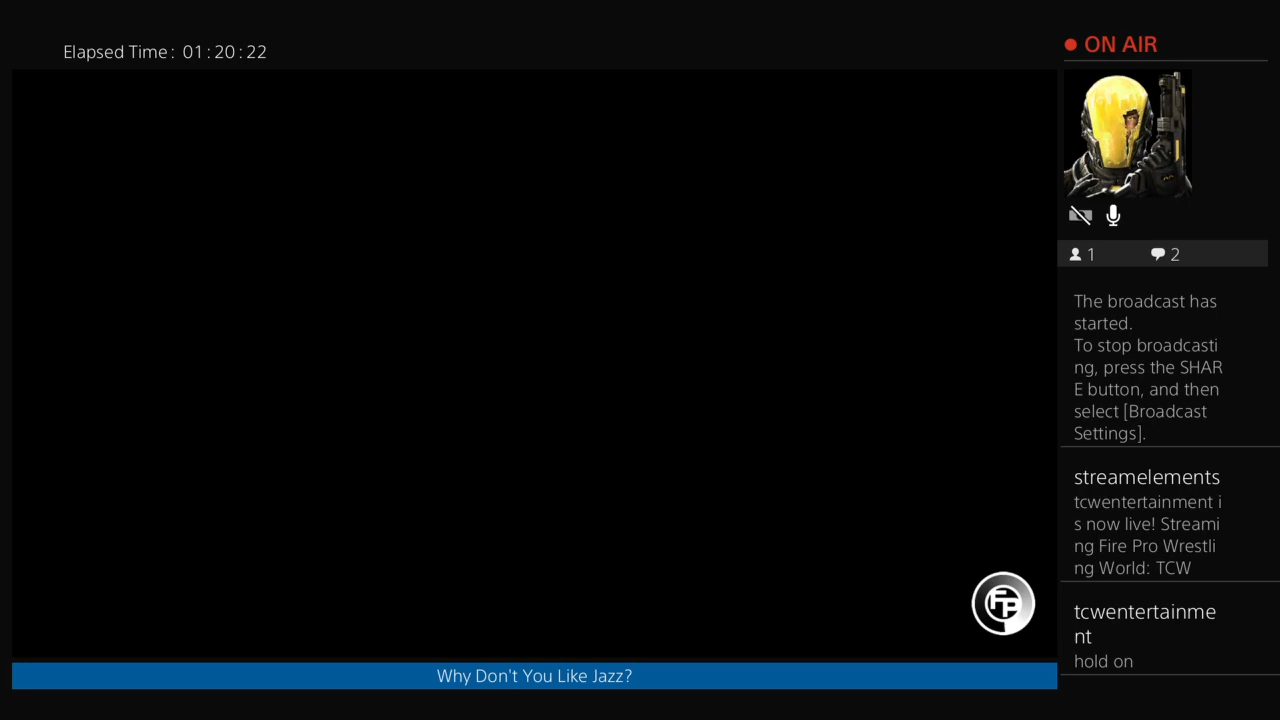 Elapsed Time: 01:20:22
ON AIR
1
2
The broadcast has
started.
To stop broadcasti
ng, press the SHAR
E button, and then
select [Broadcast
Settings].
streamelements
tcwentertainment i
s now live! Streami
ng Fire Pro Wrestli
ng World: TCW
tcwentertainme
nt
hold on
FP
Why Don't You Like Jazz?